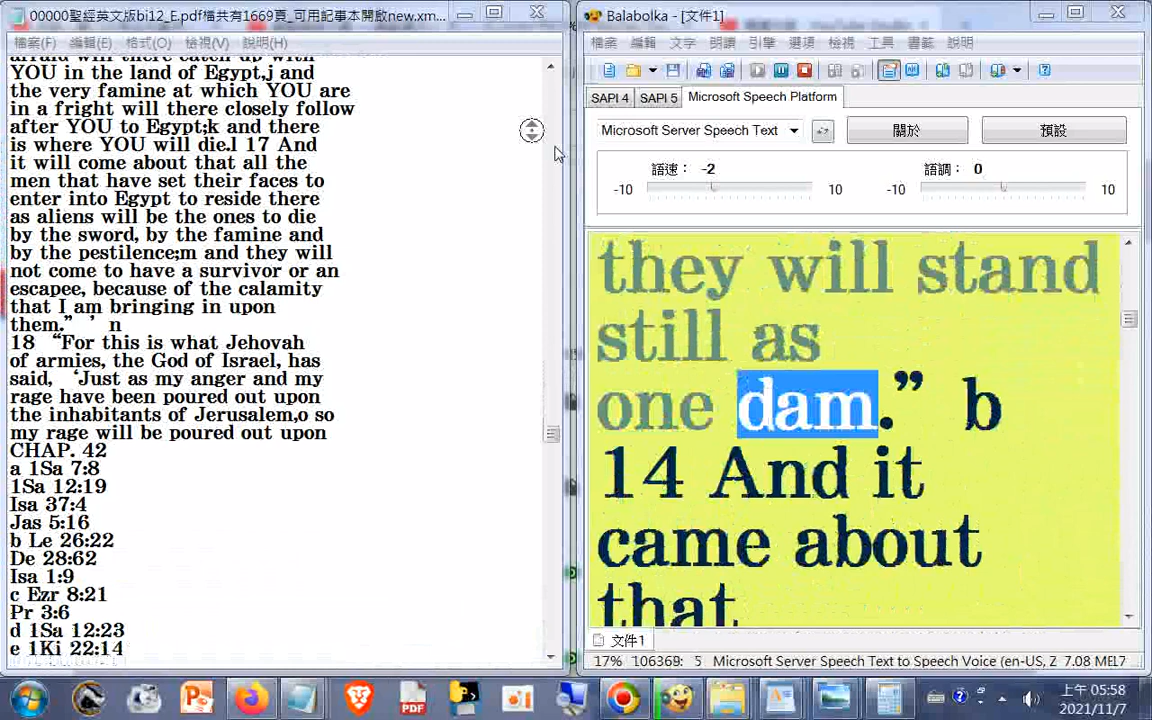 00000聖經英文版bi12_E.pdf檔共有1669頁_可用記事本開啟new.xm...
檔案(F) 編輯(E) 格式(O) 檢視(V) 說明(H)
afraid will there catch up with
YOU in the land of Egypt,j and
the very famine at which YOU are
in a fright will there closely follow
after YOU to Egypt;k and there
is where YOU will die.l 17 And
it will come about that all the
men that have set their faces to
enter into Egypt to reside there
as aliens will be the ones to die
by the sword, by the famine and
by the pestilence;m and they will
not come to have a survivor or an
escapee, because of the calamity
that I am bringing in upon
them.” ’ n
18 “For this is what Jehovah
of armies, the God of Israel, has
said, ‘Just as my anger and my
rage have been poured out upon
the inhabitants of Jerusalem,o so
my rage will be poured out upon
CHAP. 42
a 1Sa 7:8
1Sa 12:19
Isa 37:4
Jas 5:16
b Le 26:22
De 28:62
Isa 1:9
c Ezr 8:21
Pr 3:6
d 1Sa 12:23
e 1Ki 22:14
Balabolka - [文件1]
檔案 編輯 文字 朗讀 引擎 選項 檢視 工具 書籤 說明
SAPI 4 SAPI 5 Microsoft Speech Platform
Microsoft Server Speech Text 關於 預設
語速： -2 語調： 0
-10 10 -10 10
they will stand
still as
one dam.” b
14 And it
came about
that
文件1
17% 106369: 5 Microsoft Server Speech Text to Speech Voice (en-US, Z 7.08 MB
上午 05:58
2021/11/7